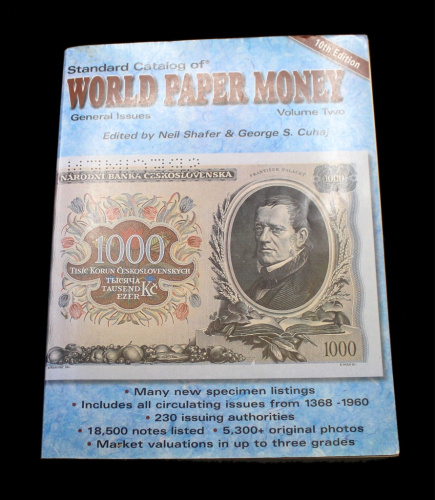 10th Edition
Standard Catalog of®
WORLD PAPER MONEY
General Issues Volume Two
Edited by Neil Shafer & George S. Cuhaj
NÁRODNÍ BANKA ČESKOSLOVENSKA
FRANTIŠEK PALACKÝ
1000
1000
TISÍC KORUN ČESKOSLOVENSKÝCH
ТЫСЯЧА
TAUSEND
EZER
Kč
1000
• Many new specimen listings
• Includes all circulating issues from 1368 -1960
• 230 issuing authorities
• 18,500 notes listed • 5,300+ original photos
• Market valuations in up to three grades